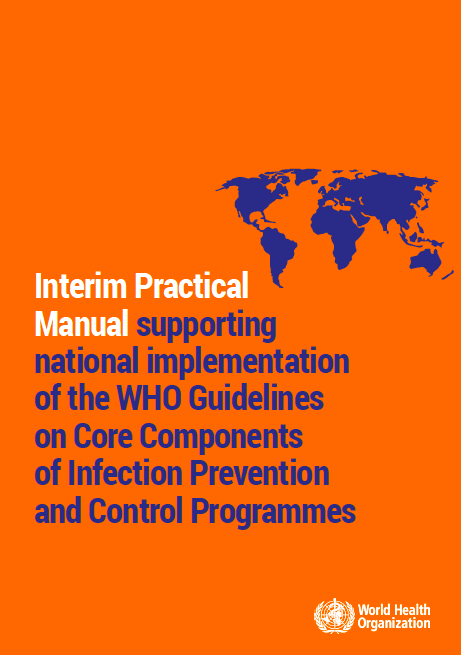 Interim Practical
Manual supporting
national implementation
of the WHO Guidelines
on Core Components
of Infection Prevention
and Control Programmes
World Health
Organization